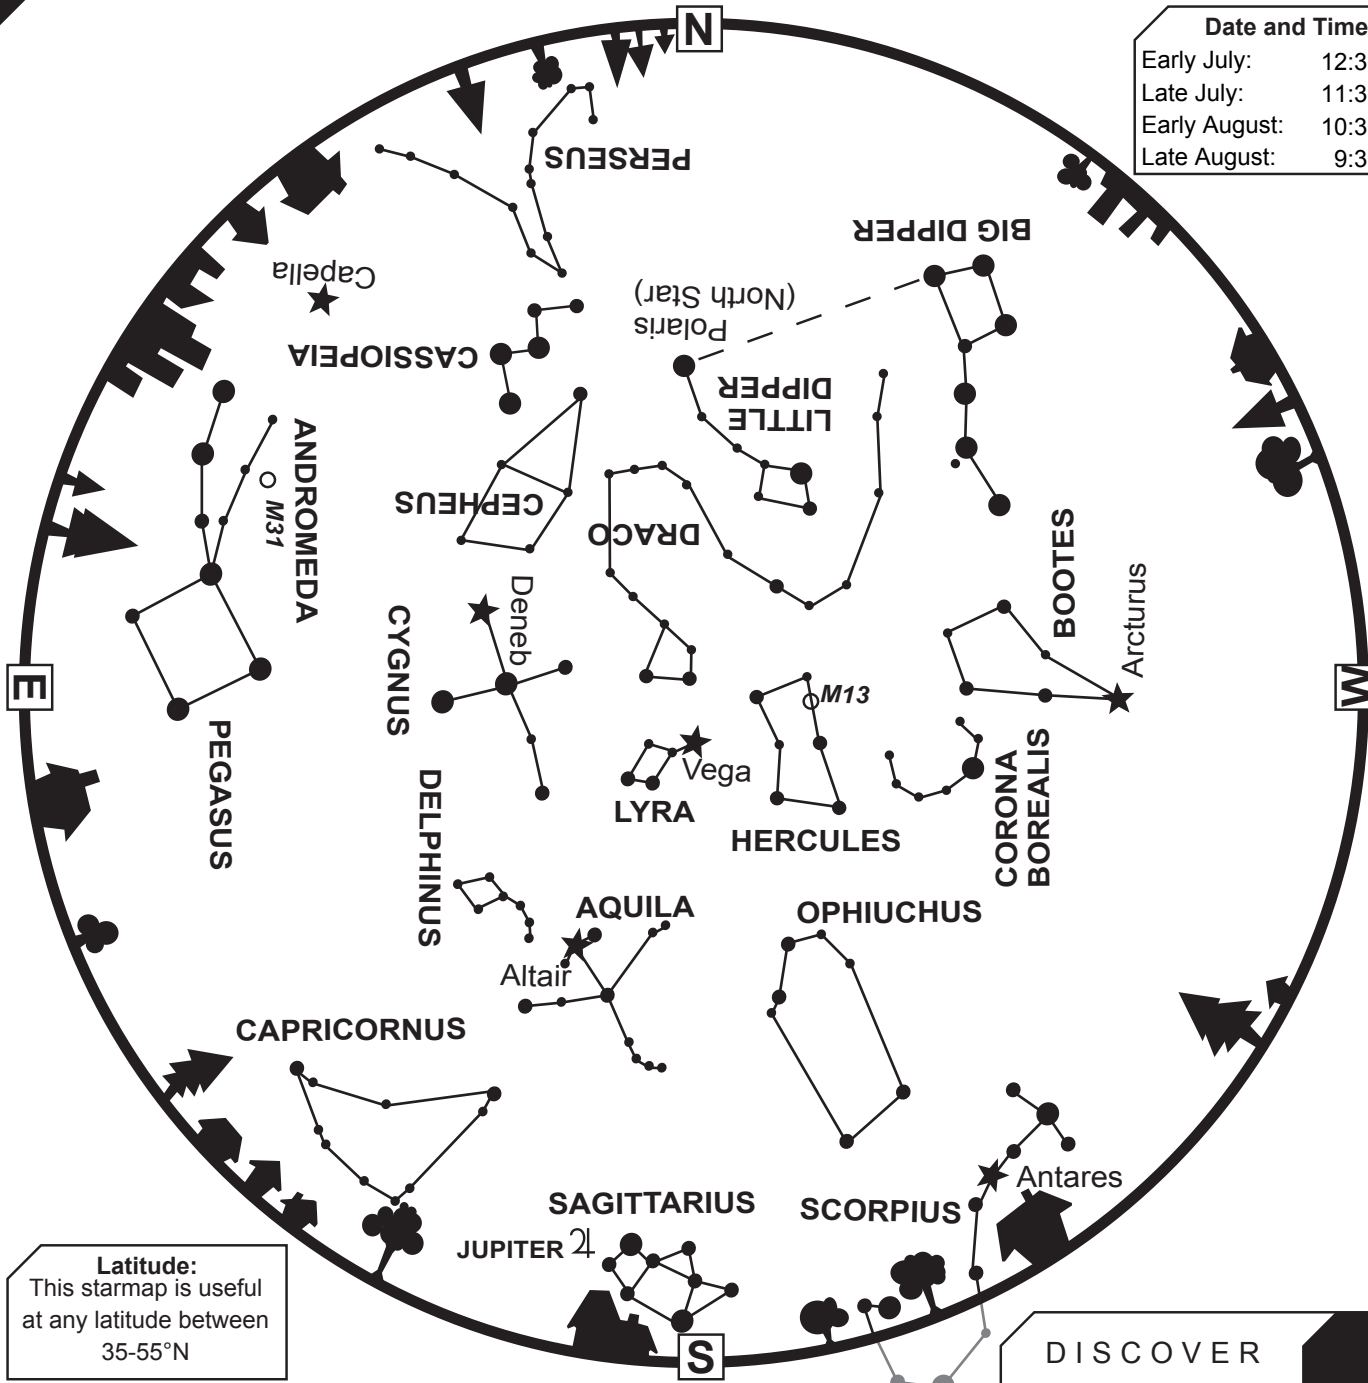 N
Date and Time
Early July: 12:3
Late July: 11:3
Early August: 10:3
Late August: 9:3
PERSEUS
BIG DIPPER
Capella
Polaris
(North Star)
CASSIOPEIA
LITTLE
DIPPER
ANDROMEDA
M31
CEPHEUS
DRACO
BOOTES
Arcturus
Deneb
CYGNUS
E
W
M13
PEGASUS
Vega
LYRA
HERCULES
CORONA
BOREALIS
DELPHINUS
AQUILA
OPHIUCHUS
Altair
CAPRICORNUS
Antares
SAGITTARIUS
SCORPIUS
JUPITER ♃
Latitude:
This starmap is useful
at any latitude between
35-55°N
S
DISCOVER